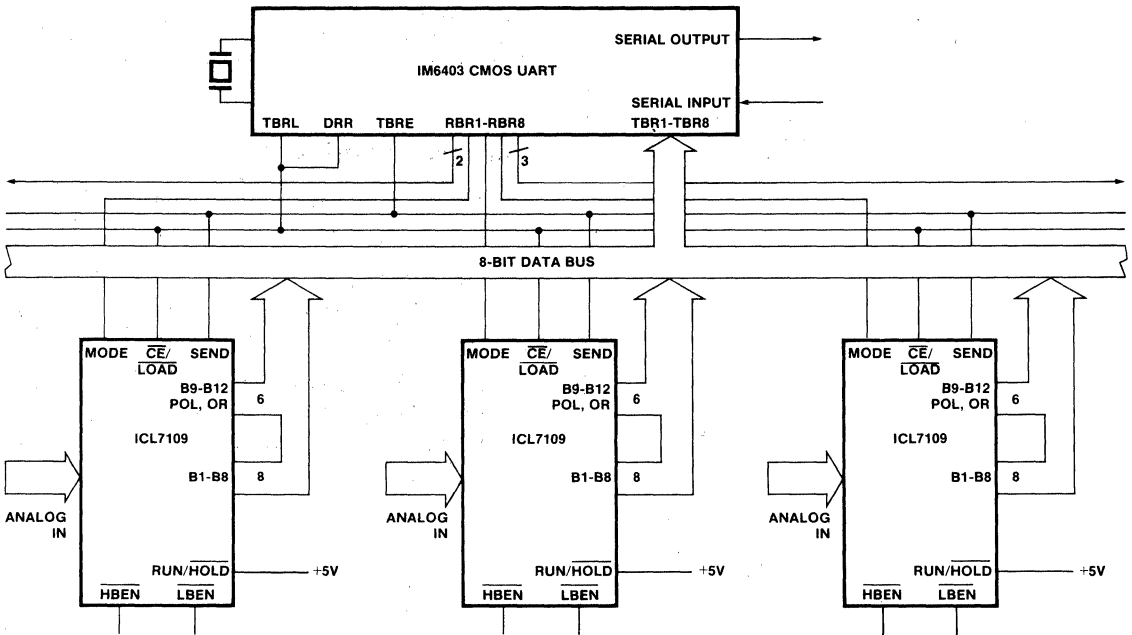 SERIAL OUTPUT
IM6403 CMOS UART
SERIAL INPUT
TBRL DRR TBRE RBR1-RBR8 TBR1-TBR8
2 3
8-BIT DATA BUS
MODE CE/ SEND
LOAD
B9-B12
POL, OR 6
ICL7109
B1-B8 8
ANALOG
IN
RUN/HOLD +5V
HBEN LBEN
MODE CE/ SEND
LOAD
B9-B12
POL, OR 6
ICL7109
B1-B8 8
ANALOG
IN
RUN/HOLD +5V
HBEN LBEN
MODE CE/ SEND
LOAD
B9-B12
POL, OR 6
ICL7109
B1-B8 8
ANALOG
IN
RUN/HOLD +5V
HBEN LBEN